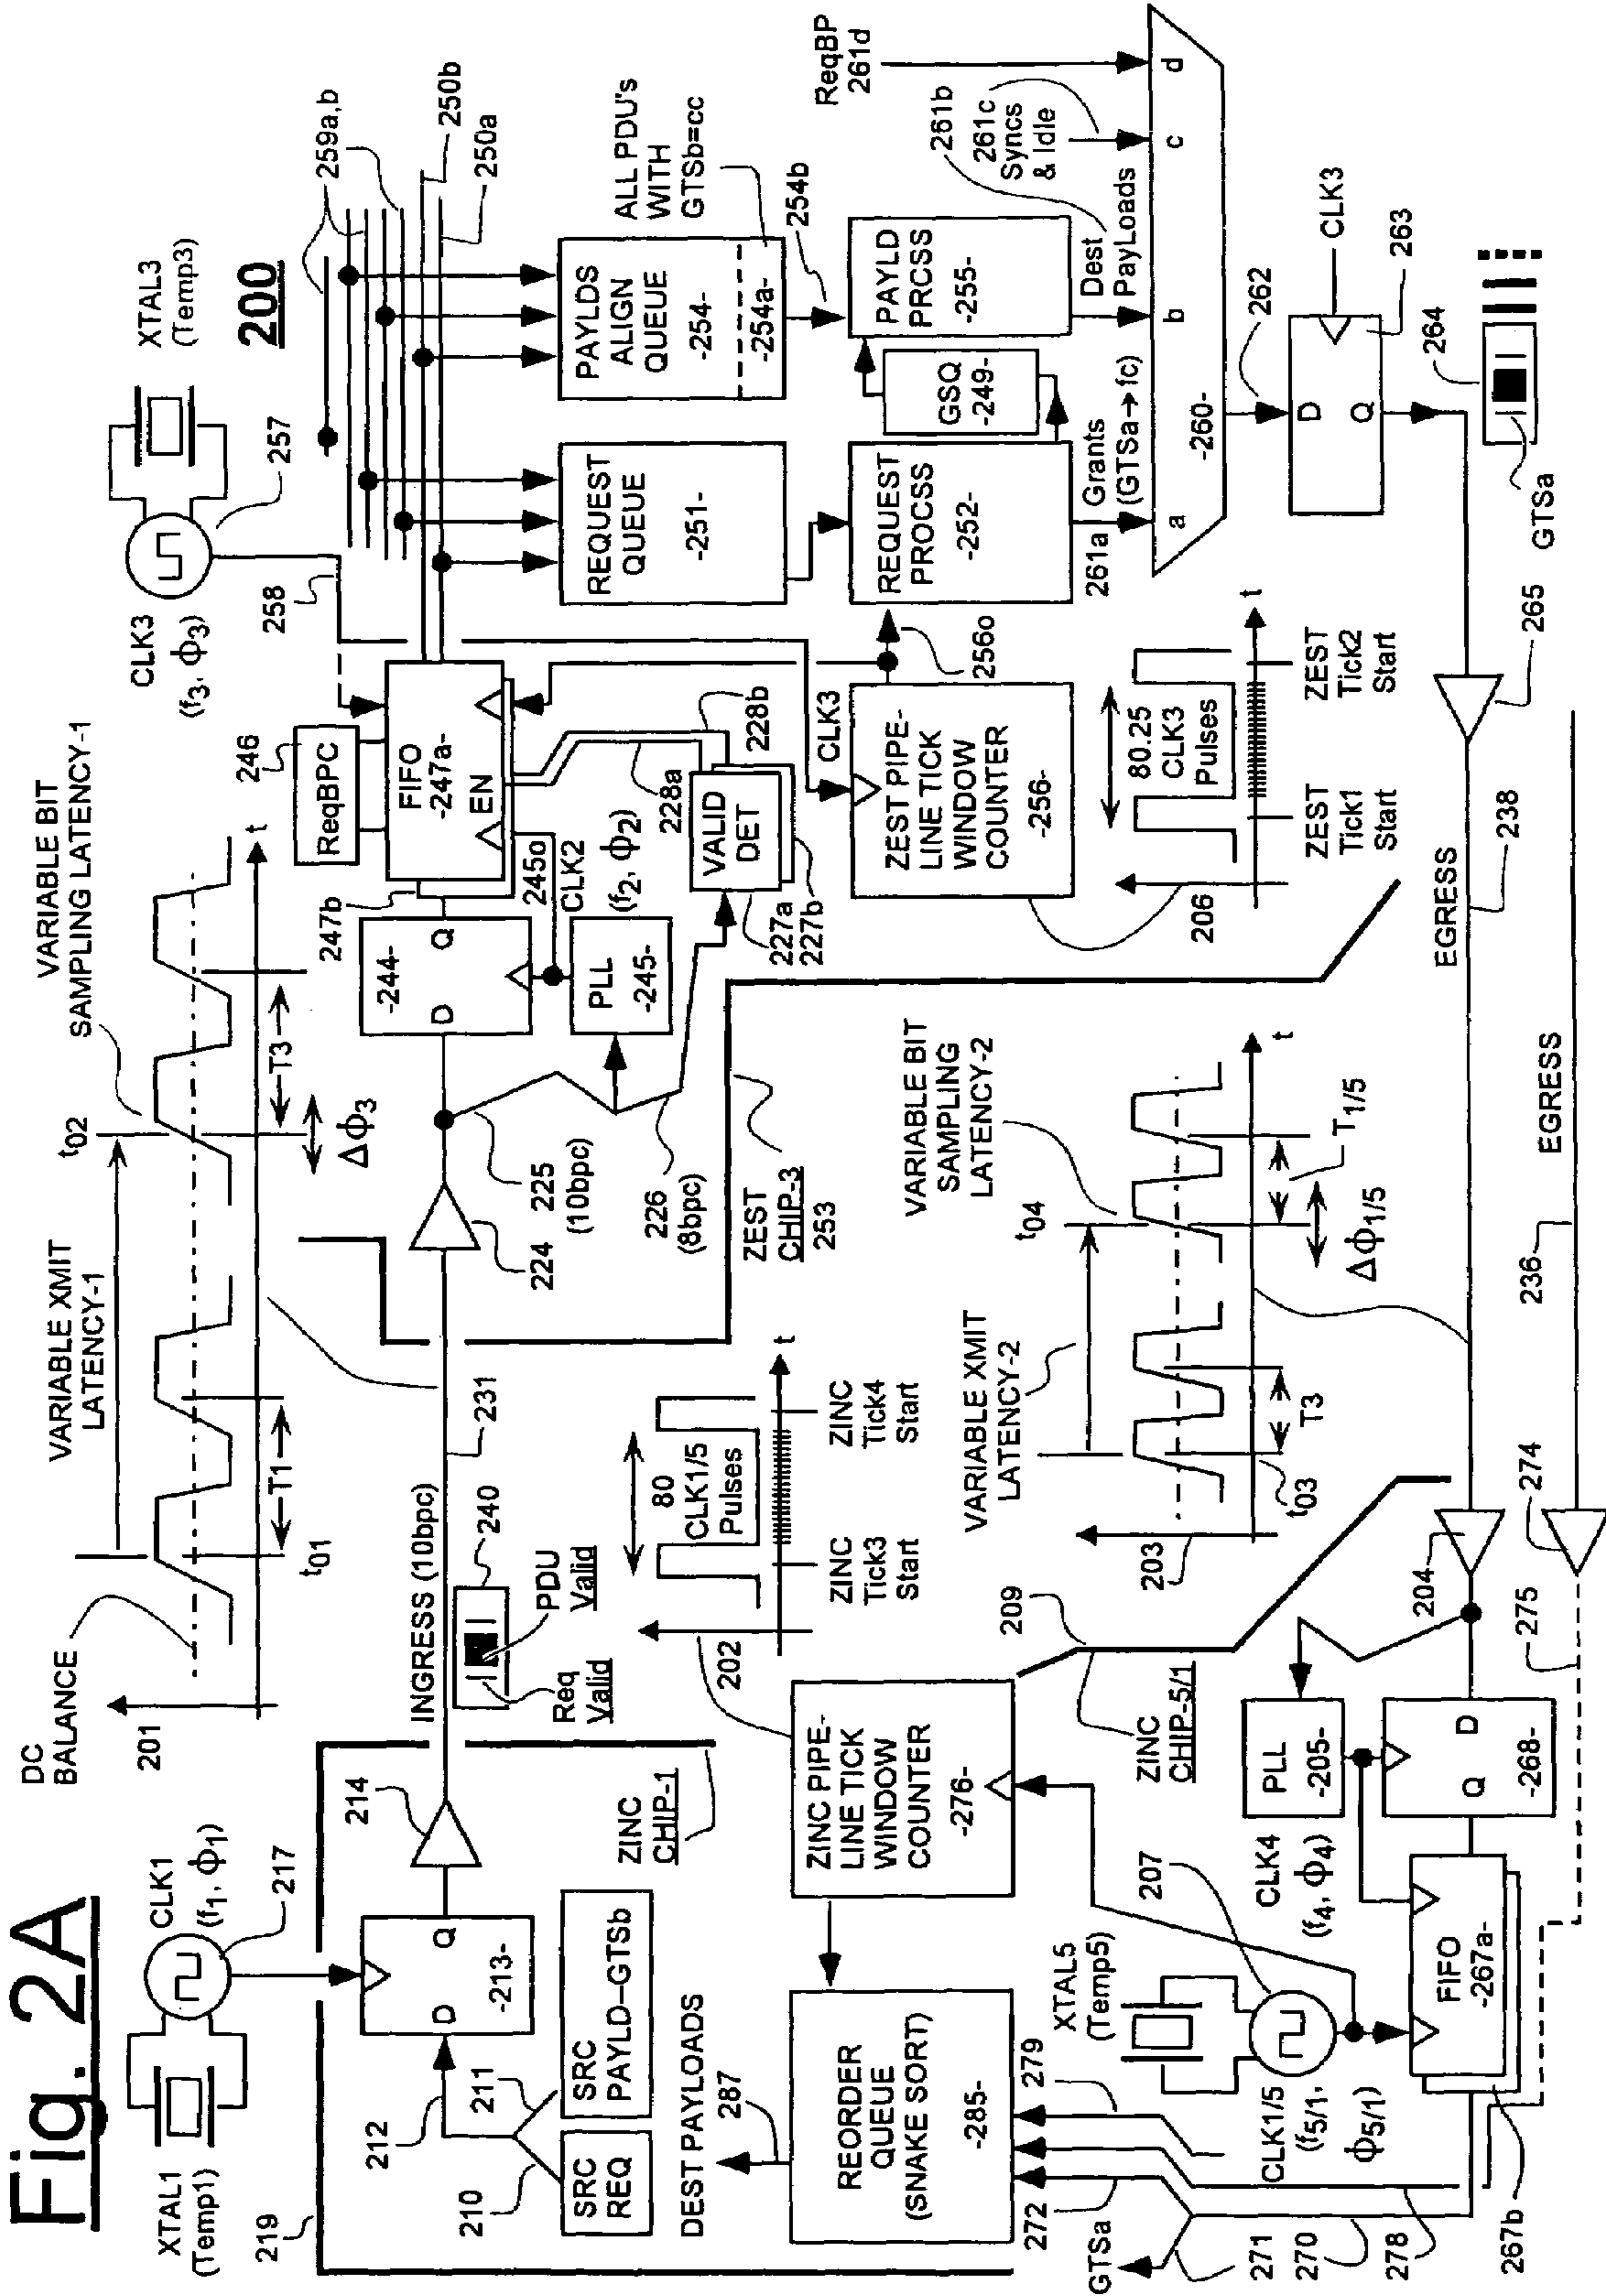 Fig. 2A
XTAL1
(Temp1)
CLK1
(f1, ϕ1)
217
219
D
Q
-213-
214
212
211
210
SRC
REQ
SRC
PAYLD–GTSb
ZINC
CHIP-1
DC
BALANCE
201
VARIABLE XMIT
LATENCY-1
t01
T1
t02
VARIABLE BIT
SAMPLING LATENCY-1
T3
Δϕ3
t
INGRESS (10bpc)
231
240
PDU
Valid
Req
Valid
224
225
(10bpc)
226
(8bpc)
ZEST
CHIP-3
253
D
Q
-244-
PLL
-245-
245o
CLK2
(f2, ϕ2)
247b
246
ReqBPC
FIFO
-247a-
EN
228a
228b
VALID
DET
227a
227b
CLK3
(f3, ϕ3)
XTAL3
(Temp3)
257
258
200
259a,b
250b
250a
REQUEST
QUEUE
-251-
PAYLDS
ALIGN
QUEUE
-254-
-254a-
ALL PDU's
WITH
GTSb=cc
254b
REQUEST
PROCSS
-252-
GSQ
-249-
PAYLD
PRCSS
-255-
CLK3
ZEST PIPE-
LINE TICK
WINDOW
COUNTER
-256-
256o
206
80.25
CLK3
Pulses
t
ZEST
Tick1
Start
ZEST
Tick2
Start
261a
Grants
(GTSa→fc)
Dest
PayLoads
261b
261c
Syncs
& Idle
ReqBP
261d
a
b
c
d
-260-
262
D
Q
CLK3
263
264
GTSa
265
EGRESS
238
EGRESS
236
DEST PAYLOADS
287
REORDER
QUEUE
(SNAKE SORT)
-285-
ZINC PIPE-
LINE TICK
WINDOW
COUNTER
-276-
202
80
CLK1/5
Pulses
t
ZINC
Tick3
Start
ZINC
Tick4
Start
VARIABLE XMIT
LATENCY-2
VARIABLE BIT
SAMPLING
LATENCY-2
203
t03
T3
t04
T1/5
Δϕ1/5
t
209
ZINC
CHIP-5/1
204
274
275
PLL
-205-
D
Q
-268-
CLK4
(f4, ϕ4)
207
XTAL5
(Temp5)
CLK1/5
(f5/1,
ϕ5/1)
FIFO
-267a-
267b
279
272
GTSa
271
270
278